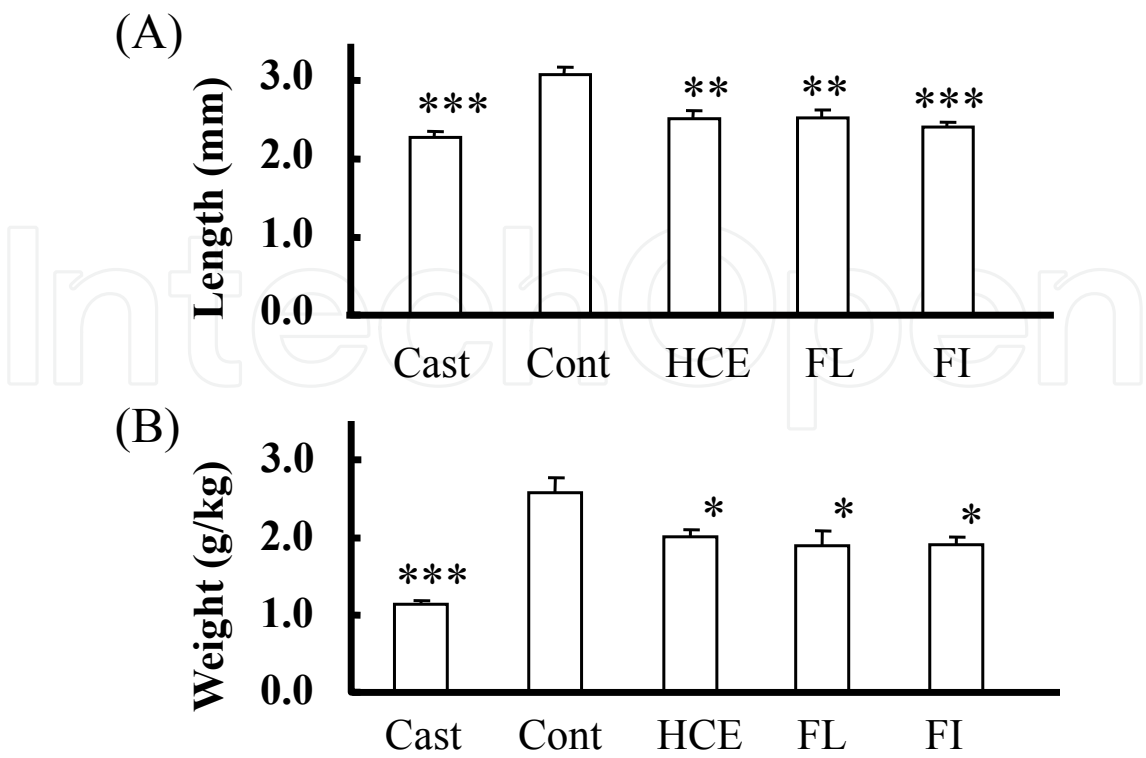 (A)
Length (mm)
3.0
2.0
1.0
0.0
*** ** ** ***
Cast Cont HCE FL FI
IntechOpen
(B)
Weight (g/kg)
3.0
2.0
1.0
0.0
*** * * *
Cast Cont HCE FL FI